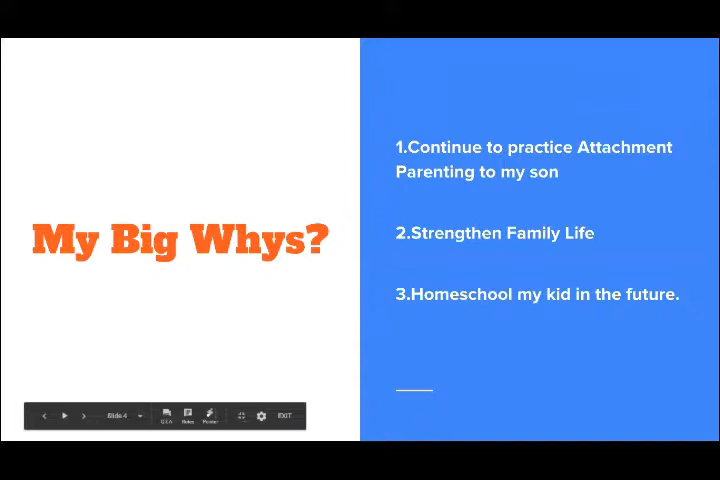 My Big Whys?
1.Continue to practice Attachment
Parenting to my son
2.Strengthen Family Life
3.Homeschool my kid in the future.
Slide 4
Q&A
Notes
Pointer
EXIT